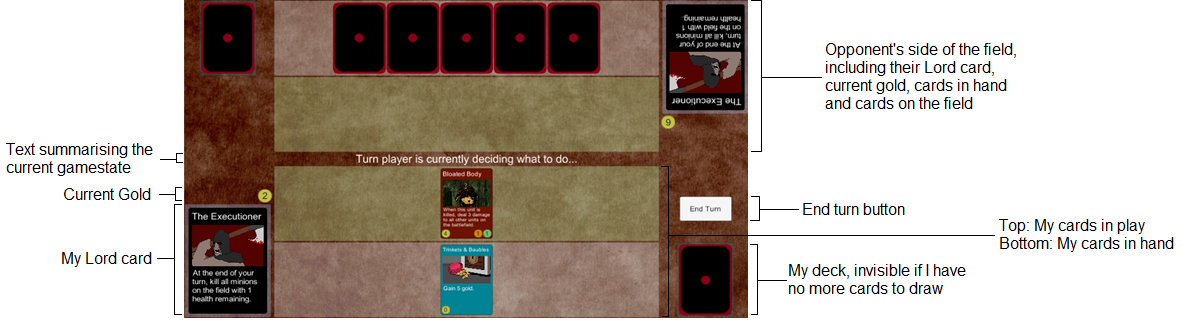 At the end of your
turn, kill all minions
on the field with 1
health remaining.
The Executioner
9
Opponent's side of the field,
including their Lord card,
current gold, cards in hand
and cards on the field
Text summarising the
current gamestate
Turn player is currently deciding what to do...
Current Gold
2
Bloated Body
When this unit is
killed, deal 3 damage
to all other units on
the battlefield.
4
1
1
End Turn
End turn button
Top: My cards in play
Bottom: My cards in hand
My Lord card
The Executioner
At the end of your
turn, kill all minions
on the field with 1
health remaining.
Trinkets & Baubles
Gain 5 gold.
0
My deck, invisible if I have
no more cards to draw